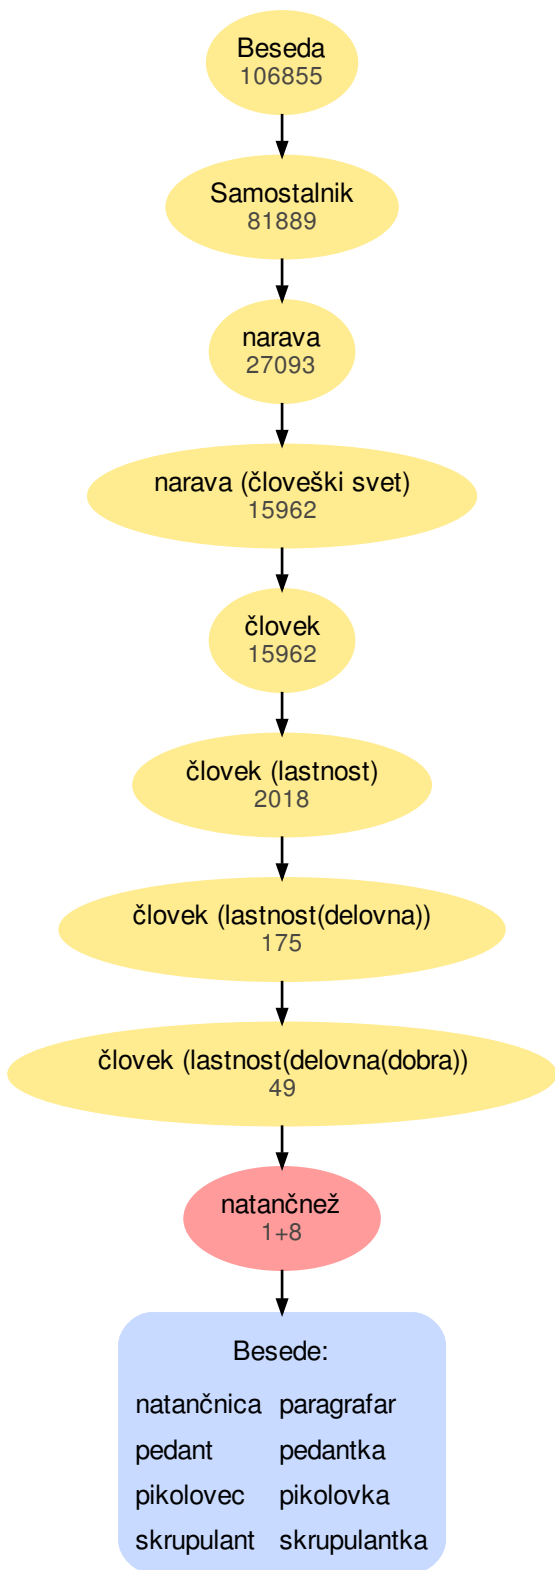 Beseda
106855
Samostalnik
81889
narava
27093
narava (človeški svet)
15962
človek
15962
človek (lastnost)
2018
človek (lastnost(delovna))
175
človek (lastnost(delovna(dobra))
49
natančnež
1+8
Besede:
natančnica paragrafar
pedant pedantka
pikolovec pikolovka
skrupulant skrupulantka